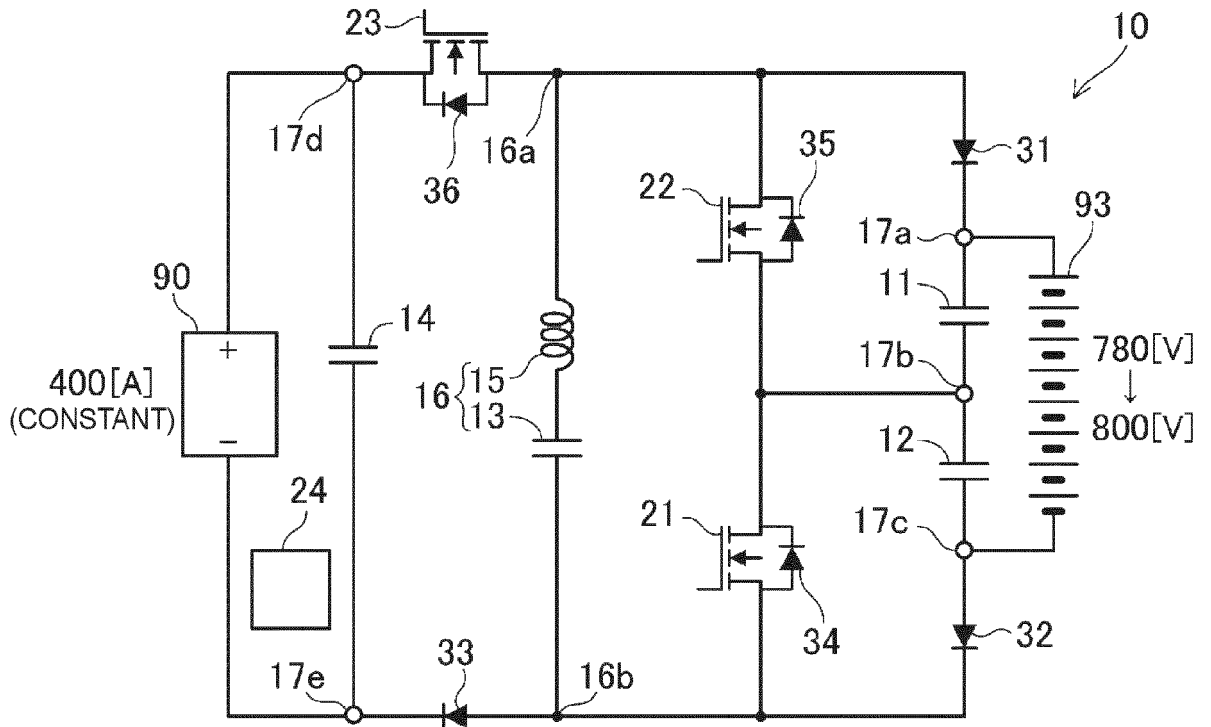 23
10
17d
36
16a
35
31
22
17a
93
90
11
+
14
780[V]
400[A]
17b
(CONSTANT)
16
15
13
−
12
800[V]
24
21
17c
34
32
17e
33
16b